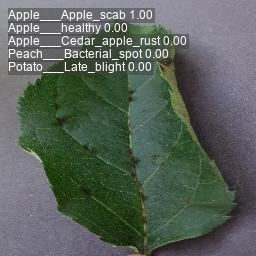 Apple___Apple_scab 1.00
Apple___healthy 0.00
Apple___Cedar_apple_rust 0.00
Peach___Bacterial_spot 0.00
Potato___Late_blight 0.00